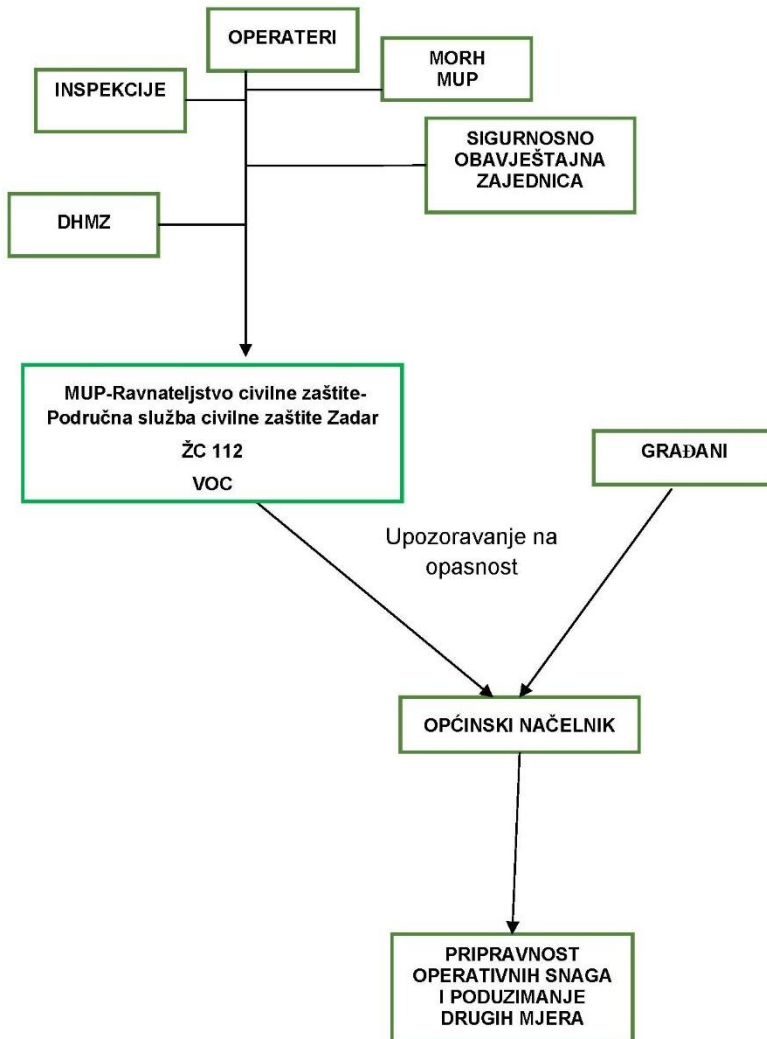 OPERATERI
MORH
MUP
INSPEKCIJE
SIGURNOSNO
OBAVJEŠTAJNA
ZAJEDNICA
DHMZ
MUP-Ravnateljstvo civilne zaštite-
Područna služba civilne zaštite Zadar
ŽC 112
VOC
GRAĐANI
Upozoravanje na
opasnost
OPĆINSKI NAČELNIK
PRIPRAVNOST
OPERATIVNIH SNAGA
I PODUZIMANJE
DRUGIH MJERA